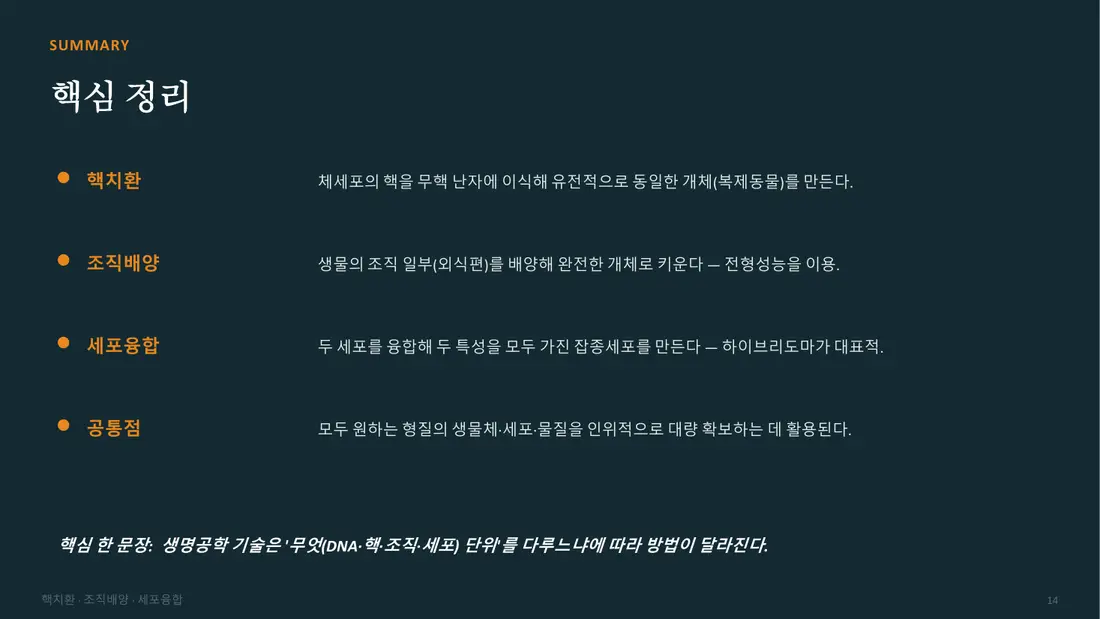 SUMMARY
핵심 정리
핵치환
체세포의 핵을 무핵 난자에 이식해 유전적으로 동일한 개체(복제동물)를 만든다.
조직배양
생물의 조직 일부(외식편)를 배양해 완전한 개체로 키운다 — 전형성능을 이용.
세포융합
두 세포를 융합해 두 특성을 모두 가진 잡종세포를 만든다 — 하이브리도마가 대표적.
공통점
모두 원하는 형질의 생물체·세포·물질을 인위적으로 대량 확보하는 데 활용된다.
핵심 한 문장: 생명공학 기술은 '무엇(DNA·핵·조직·세포) 단위'를 다루느냐에 따라 방법이 달라진다.
핵치환 · 조직배양 · 세포융합
14